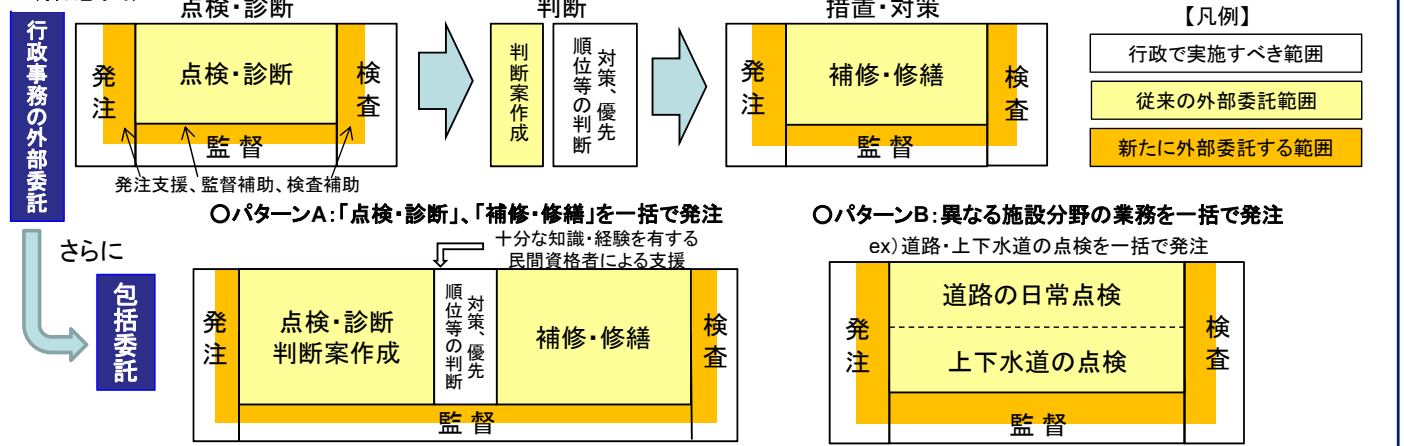 点検・診断
判断
措置・対策
【凡例】
行政で実施すべき範囲
従来の外部委託範囲
新たに外部委託する範囲
行政事務の外部委託
発注
点検・診断
検査
監督
発注支援、監督補助、検査補助
判断案作成
対策、優先
順位等の判断
発注
補修・修繕
検査
監督
さらに
包括委託
○パターンA:「点検・診断」、「補修・修繕」を一括で発注
十分な知識・経験を有する
民間資格者による支援
発注
点検・診断
判断案作成
対策、優先
順位等の判断
補修・修繕
検査
監督
○パターンB:異なる施設分野の業務を一括で発注
ex)道路・上下水道の点検を一括で発注
発注
道路の日常点検
上下水道の点検
検査
監督